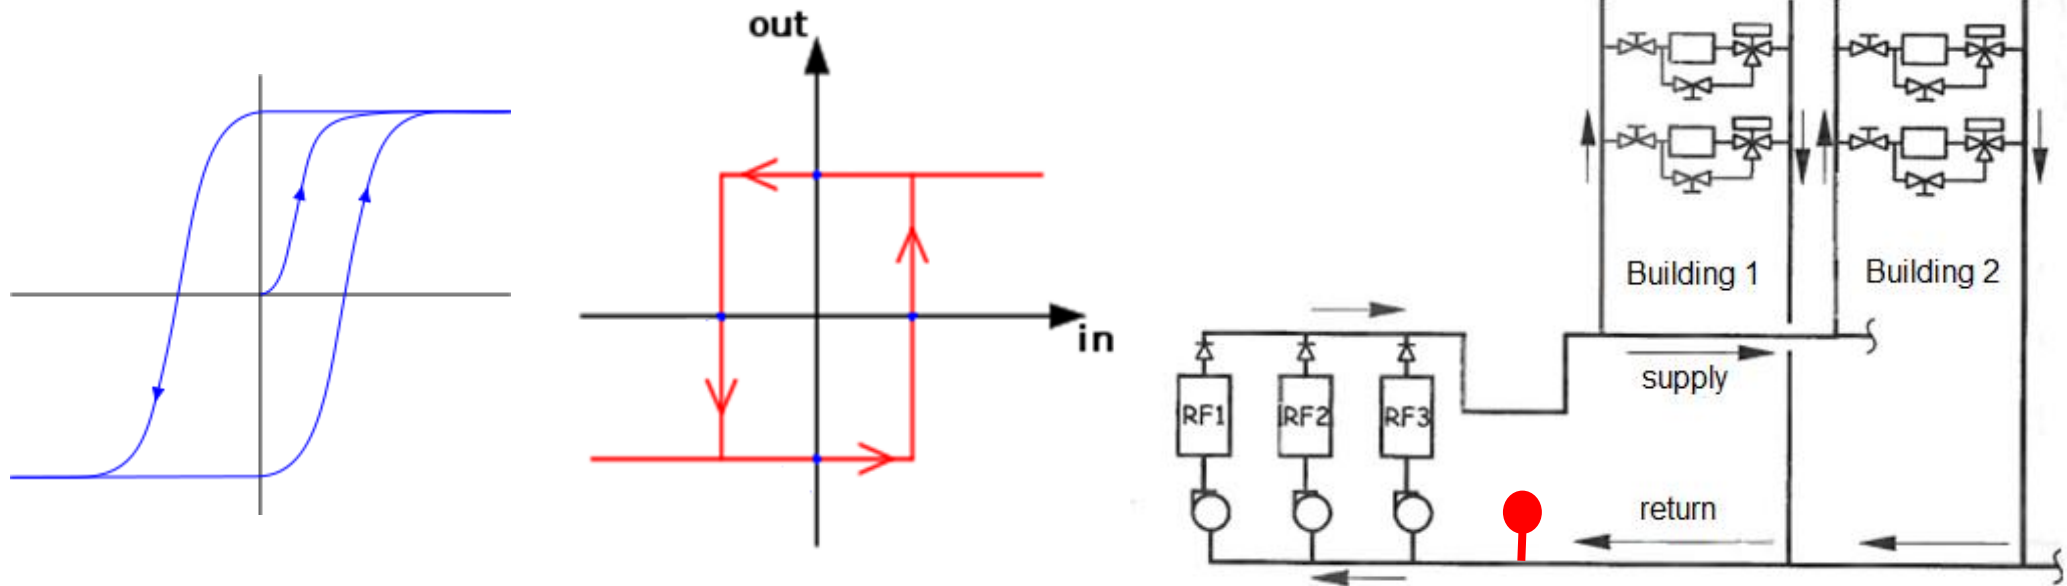 out
in
Building 1
Building 2
supply
RF1
RF2
RF3
return